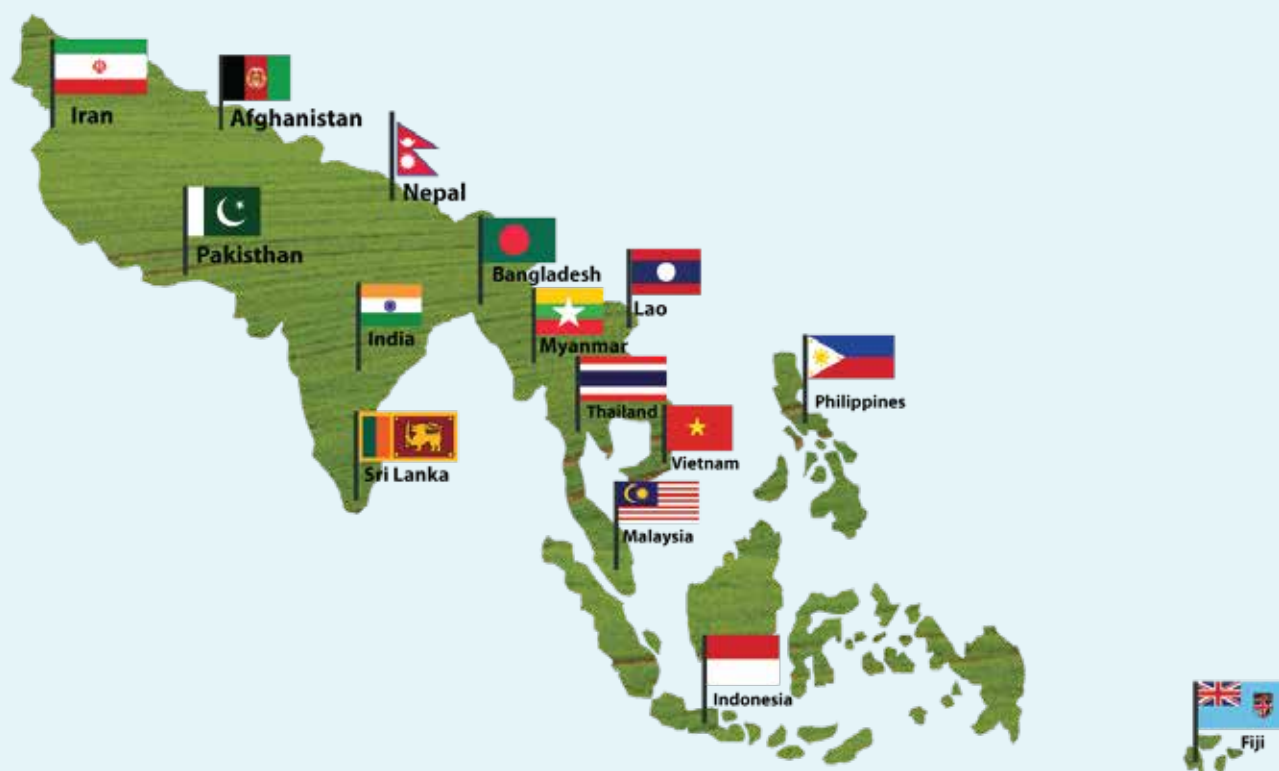 Iran
Afghanistan
Nepal
Pakisthan
Bangladesh
Lao
India
Myanmar
Philippines
Thailand
Vietnam
Sri Lanka
Malaysia
Indonesia
Fiji